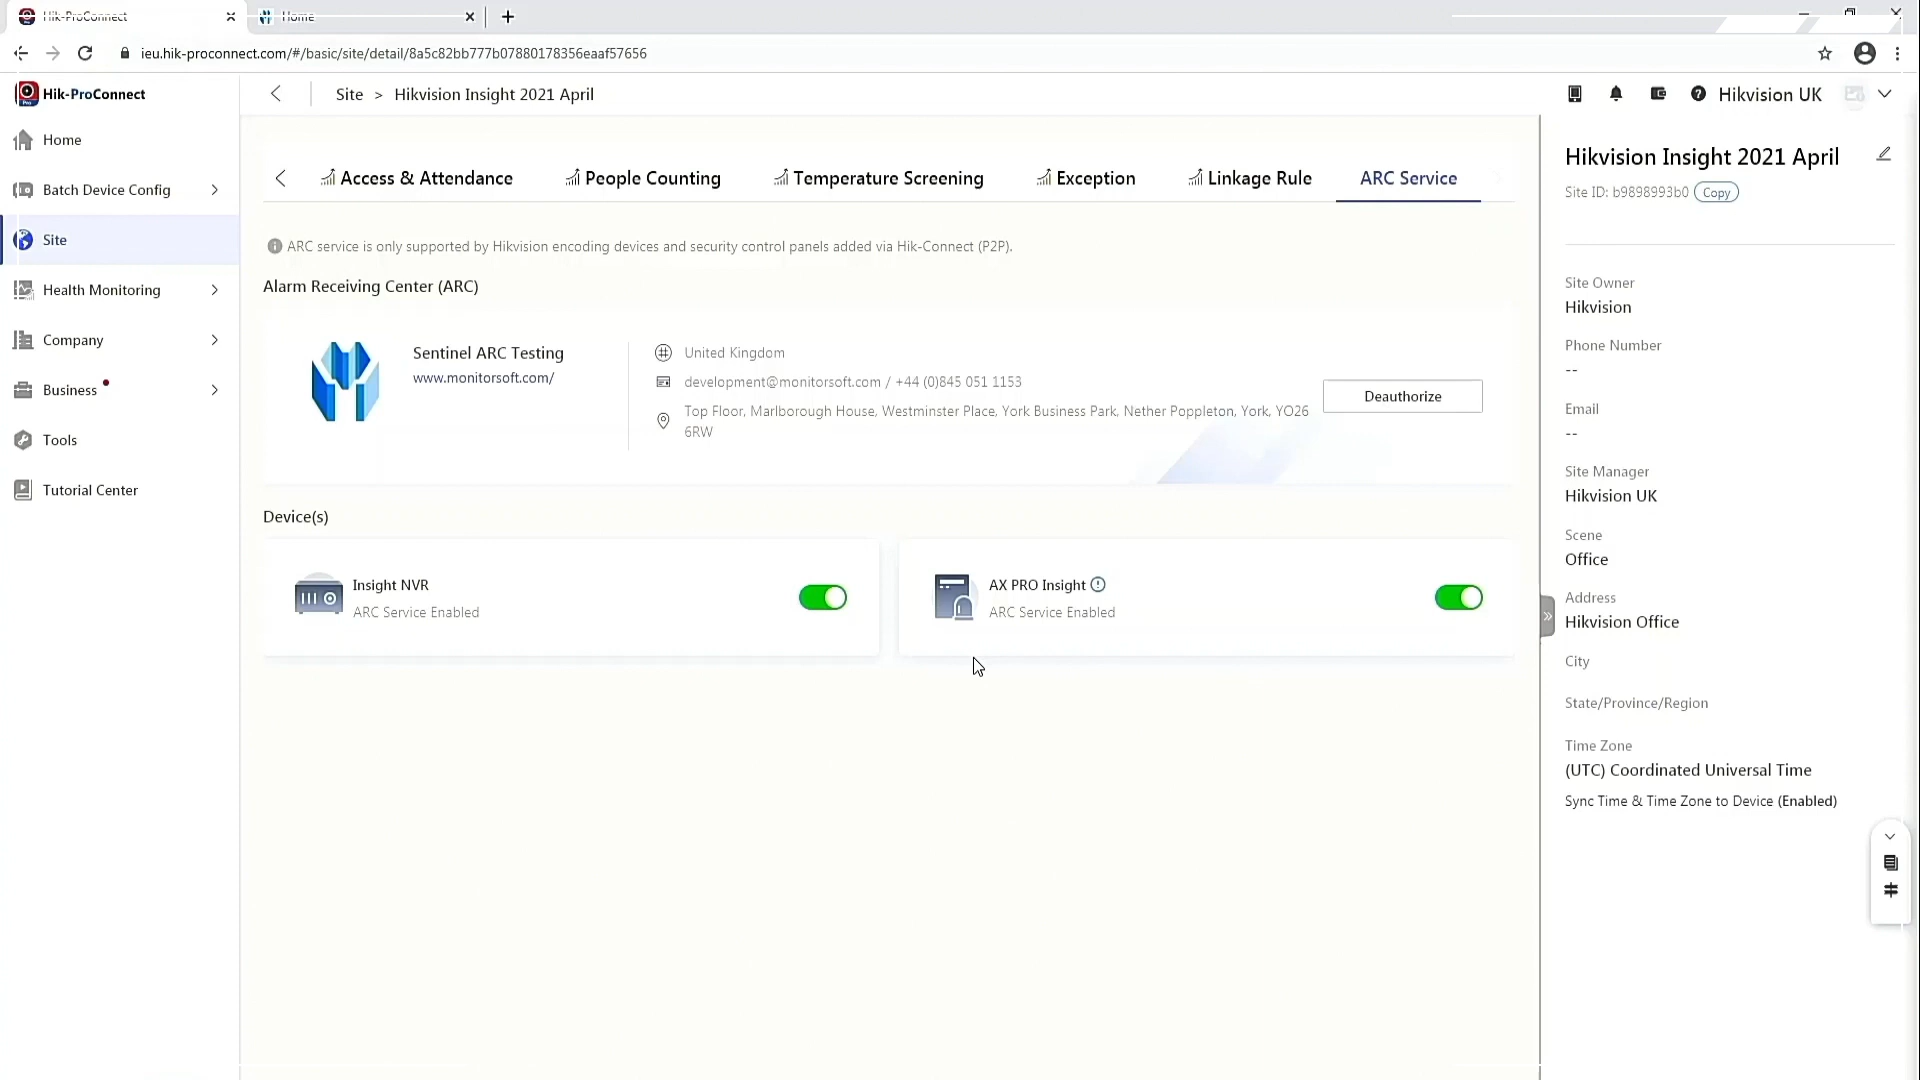 Hik-ProConnect
Home
ieu.hik-proconnect.com/#/basic/site/detail/8a5c82bb777b07880178356eaaf57656
Hik-ProConnect
Site > Hikvision Insight 2021 April
Hikvision UK
Home
Batch Device Config
Site
Health Monitoring
Company
Business
Tools
Tutorial Center
Access & Attendance
People Counting
Temperature Screening
Exception
Linkage Rule
ARC Service
ARC service is only supported by Hikvision encoding devices and security control panels added via Hik-Connect (P2P).
Alarm Receiving Center (ARC)
Sentinel ARC Testing
www.monitorsoft.com/
United Kingdom
development@monitorsoft.com / +44 (0)845 051 1153
Top Floor, Marlborough House, Westminster Place, York Business Park, Nether Poppleton, York, YO26
6RW
Deauthorize
Device(s)
Insight NVR
ARC Service Enabled
AX PRO Insight
ARC Service Enabled
Hikvision Insight 2021 April
Site ID: b9898993b0 Copy
Site Owner
Hikvision
Phone Number
--
Email
--
Site Manager
Hikvision UK
Scene
Office
Address
Hikvision Office
City
State/Province/Region
Time Zone
(UTC) Coordinated Universal Time
Sync Time & Time Zone to Device (Enabled)